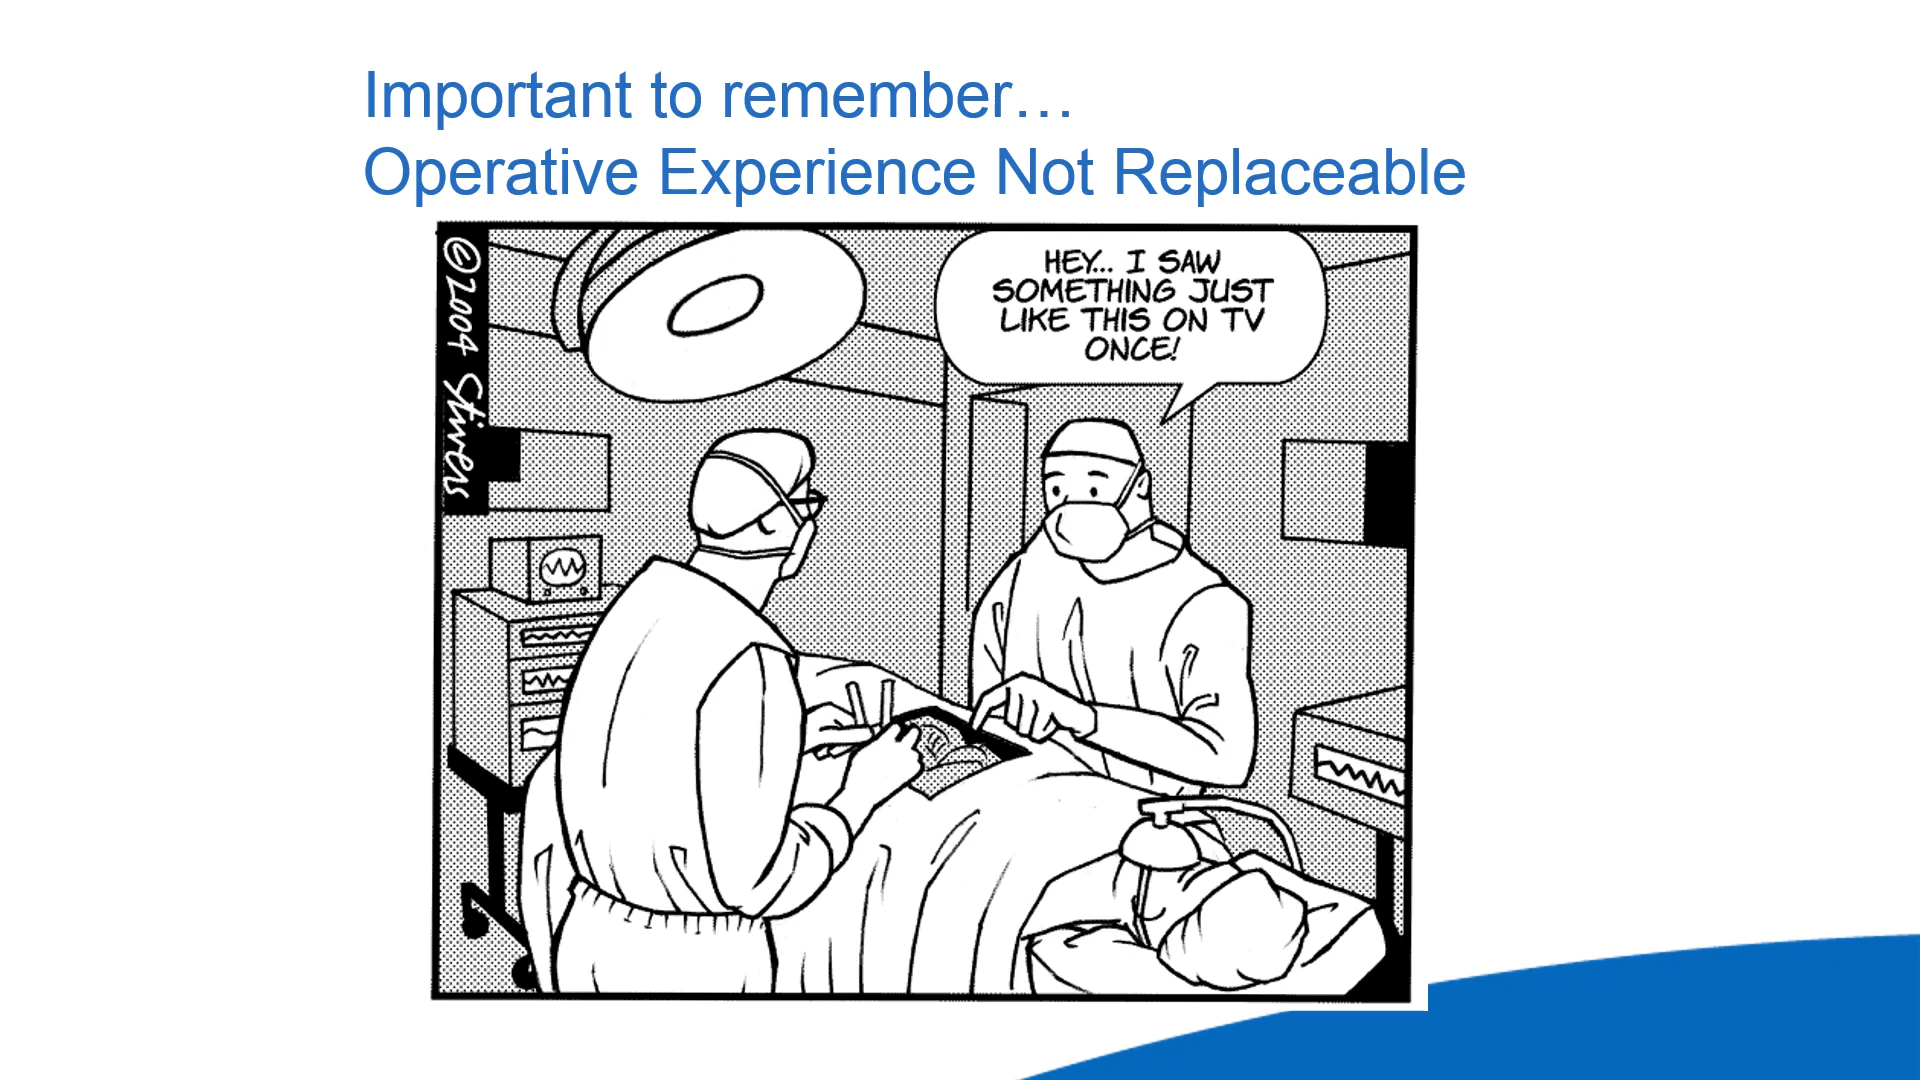 Important to remember…
Operative Experience Not Replaceable
©2004 Stivers
HEY... I SAW
SOMETHING JUST
LIKE THIS ON TV
ONCE!